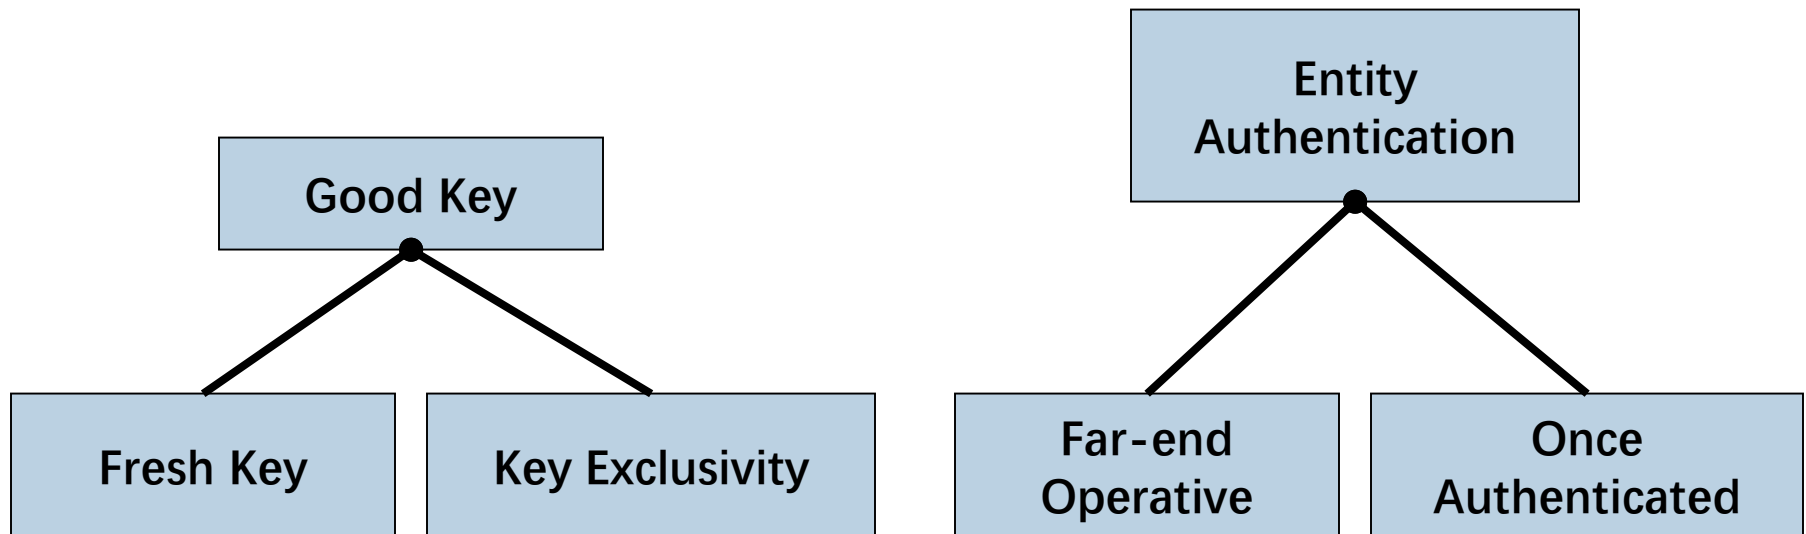 Entity
Authentication
Good Key
Fresh Key
Key Exclusivity
Far-end
Operative
Once
Authenticated